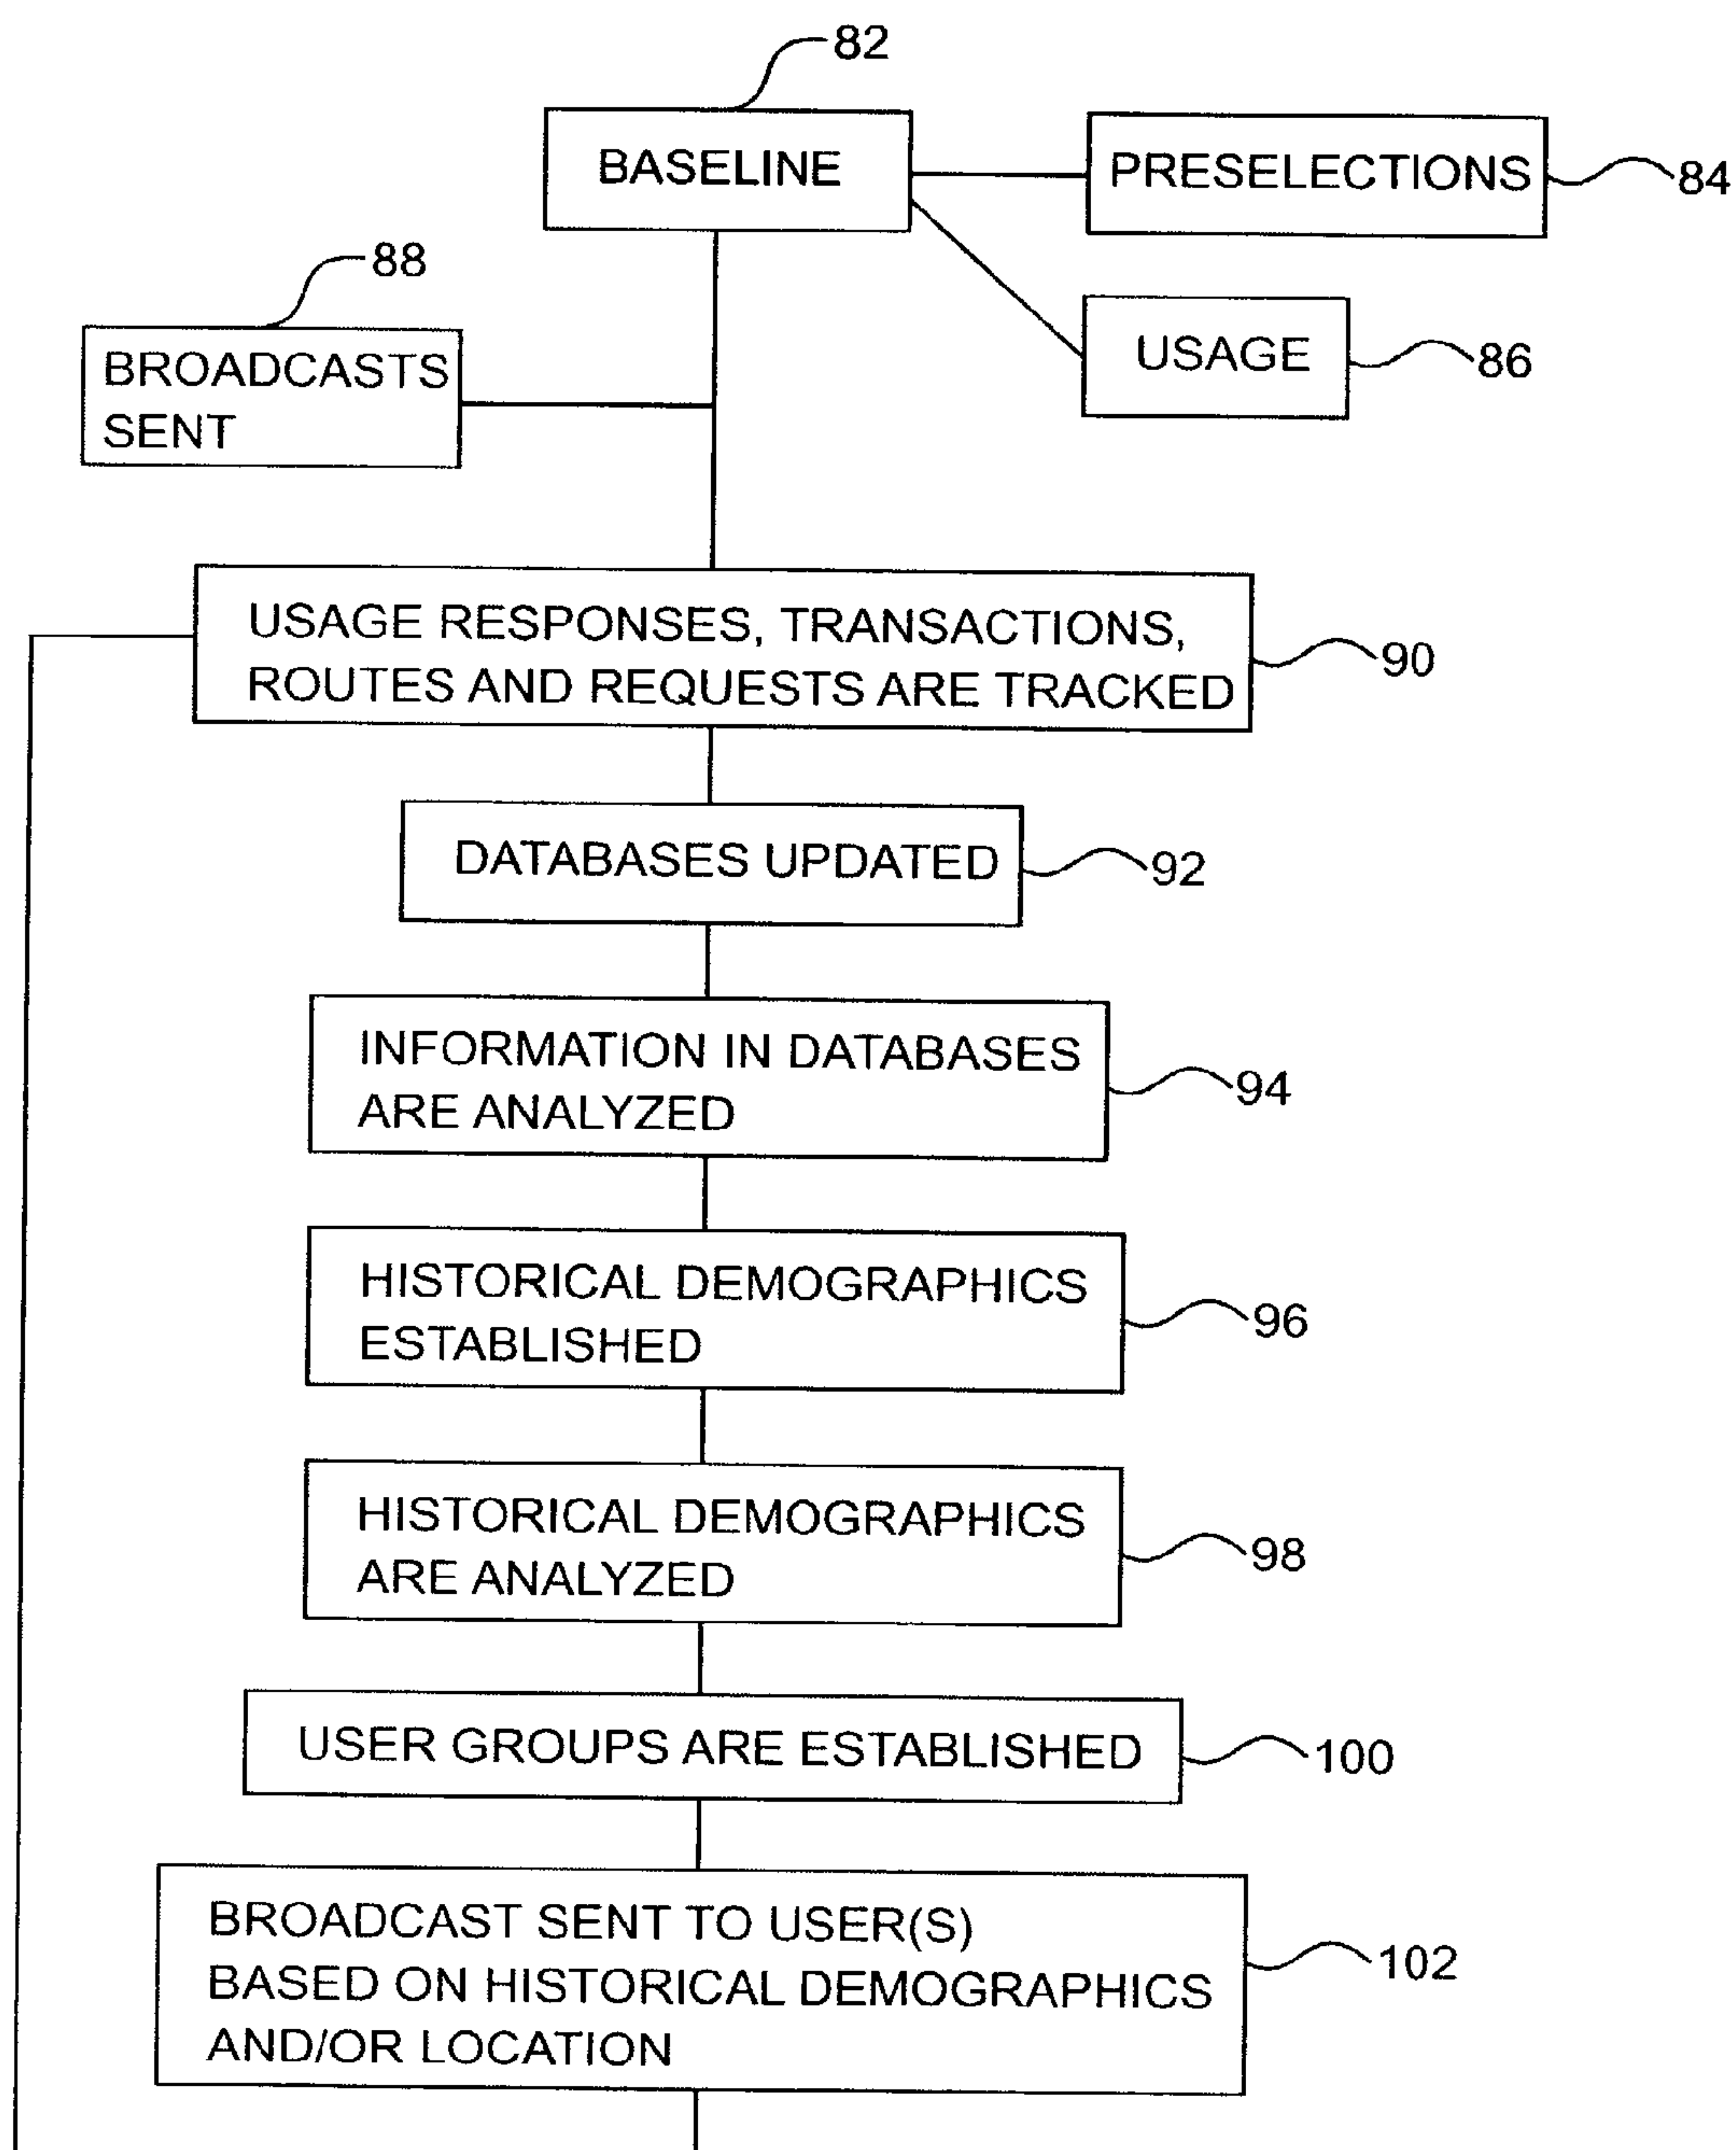 82
BASELINE
PRESELECTIONS
84
88
BROADCASTS
SENT
USAGE
86
USAGE RESPONSES, TRANSACTIONS,
ROUTES AND REQUESTS ARE TRACKED
90
DATABASES UPDATED
92
INFORMATION IN DATABASES
ARE ANALYZED
94
HISTORICAL DEMOGRAPHICS
ESTABLISHED
96
HISTORICAL DEMOGRAPHICS
ARE ANALYZED
98
USER GROUPS ARE ESTABLISHED
100
BROADCAST SENT TO USER(S)
BASED ON HISTORICAL DEMOGRAPHICS
AND/OR LOCATION
102